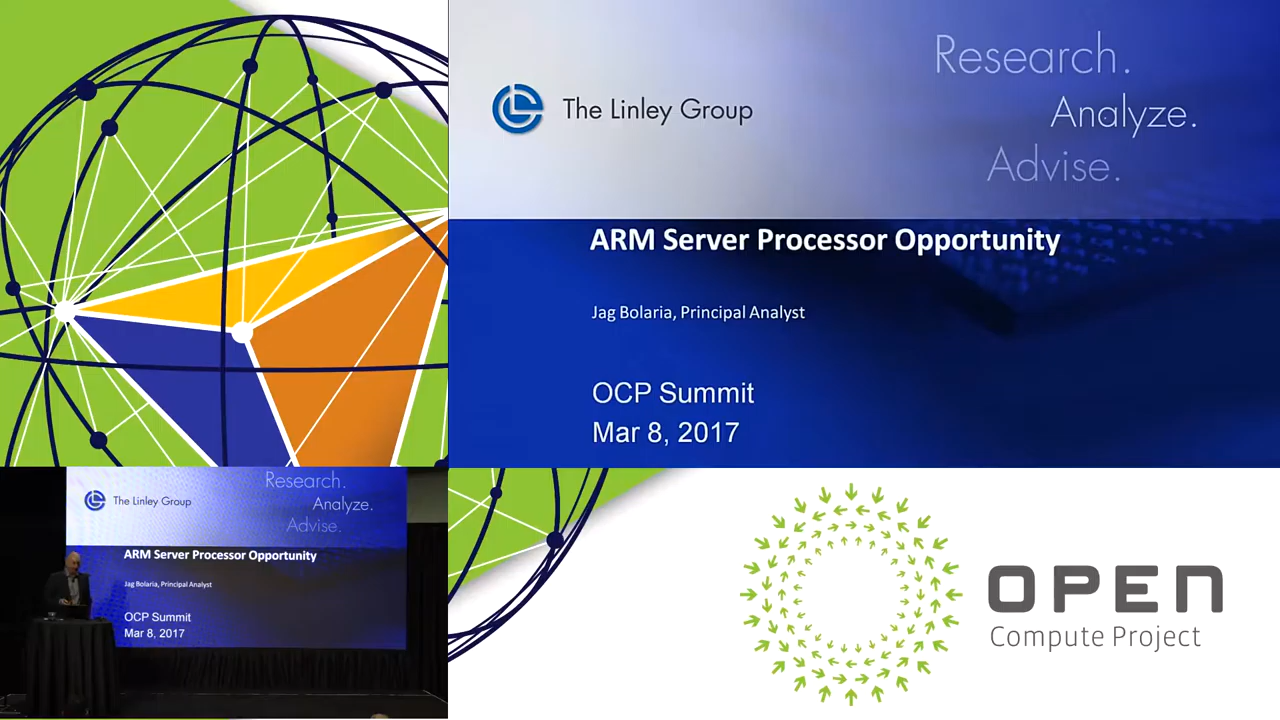 Research.
Analyze.
Advise.
The Linley Group
ARM Server Processor Opportunity
Jag Bolaria, Principal Analyst
OCP Summit
Mar 8, 2017
Research.
Analyze.
Advise.
The Linley Group
ARM Server Processor Opportunity
Jag Bolaria, Principal Analyst
OCP Summit
Mar 8, 2017
OPEN
Compute Project